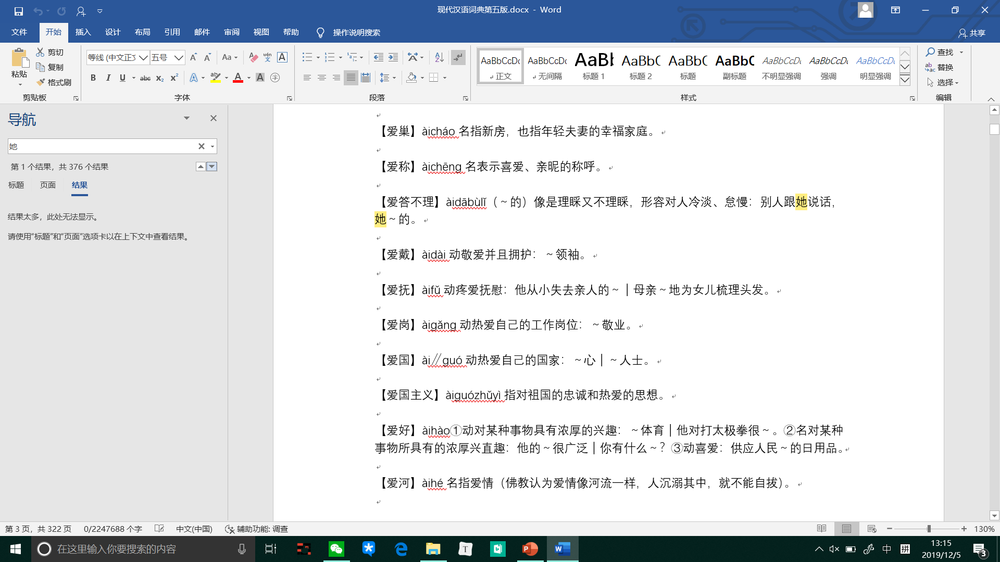 现代汉语词典第五版.docx - Word
文件 开始 插入 设计 布局 引用 邮件 审阅 视图 帮助 操作说明搜索 共享
粘贴 剪切
复制
格式刷
剪贴板
等线 (中文正文 五号 Aa wén 文 A
B I U abc x₂ x² A ab A A 字
字体
段落
AaBbCcDc AaBbCcDc AaBl AaBbC AaBbC AaBbC AaBbCcDc AaBbCcDc AaBbCcDc
正文 无间隔 标题 1 标题 2 标题 副标题 不明显强调 强调 明显强调
样式
查找
替换
选择
编辑
导航
她
第 1 个结果，共 376 个结果
标题 页面 结果
结果太多，此处无法显示。
请使用“标题”和“页面”选项卡以在上下文中查看结果。
【爱巢】àicháo 名指新房，也指年轻夫妻的幸福家庭。
【爱称】àichēng 名表示喜爱、亲昵的称呼。
【爱答不理】àidābùlǐ（～的）像是理睬又不理睬，形容对人冷淡、怠慢：别人跟她说话，
她～的。
【爱戴】àidài 动敬爱并且拥护：～领袖。
【爱抚】àifǔ 动疼爱抚慰：他从小失去亲人的～｜母亲～地为女儿梳理头发。
【爱岗】àigǎng 动热爱自己的工作岗位：～敬业。
【爱国】ài∥guó 动热爱自己的国家：～心｜～人士。
【爱国主义】àiguózhǔyì 指对祖国的忠诚和热爱的思想。
【爱好】àihào①动对某种事物具有浓厚的兴趣：～体育｜他对打太极拳很～。②名对某种
事物所具有的浓厚兴直趣：他的～很广泛｜你有什么～？③动喜爱：供应人民～的日用品。
【爱河】àihé 名指爱情（佛教认为爱情像河流一样，人沉溺其中，就不能自拔）。
第 3 页，共 322 页 0/2247688 个字 中文(中国) 辅助功能: 调查 130%
在这里输入你要搜索的内容
中 拼 13:15
2019/12/5
3